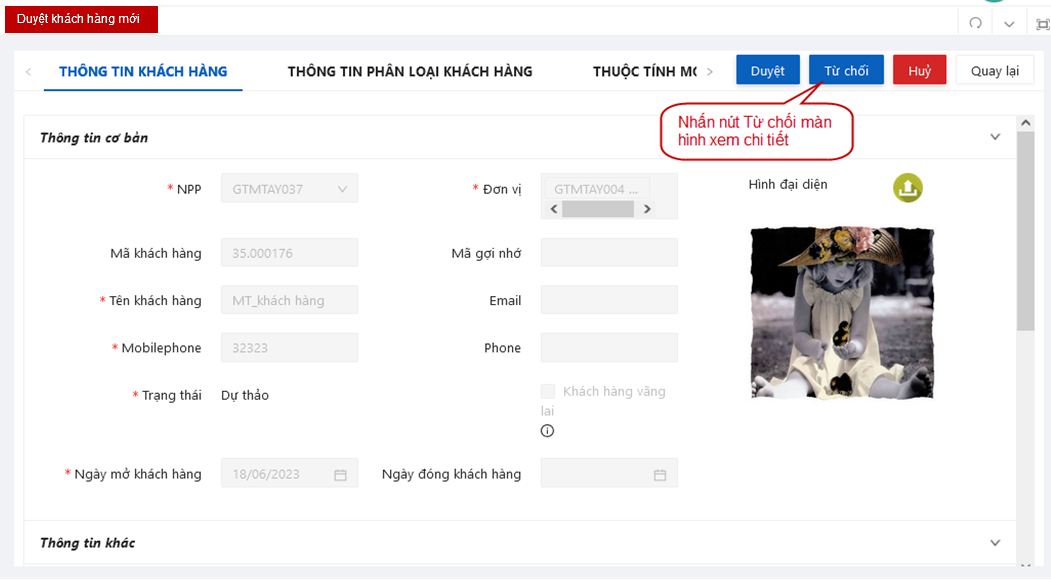 Duyệt khách hàng mới
THÔNG TIN KHÁCH HÀNG
THÔNG TIN PHÂN LOẠI KHÁCH HÀNG
THUỘC TÍNH
Duyệt
Từ chối
Huỷ
Quay lại
Nhấn nút Từ chối màn
hình xem chi tiết
Thông tin cơ bản
* NPP
GTMTAY037
* Đơn vị
GTMTAY004 ...
Hình đại diện
Mã khách hàng
35.000176
Mã gợi nhớ
* Tên khách hàng
MT_khách hàng
Email
* Mobilephone
32323
Phone
* Trạng thái
Dự thảo
Khách hàng vãng
lai
* Ngày mở khách hàng
18/06/2023
Ngày đóng khách hàng
Thông tin khác